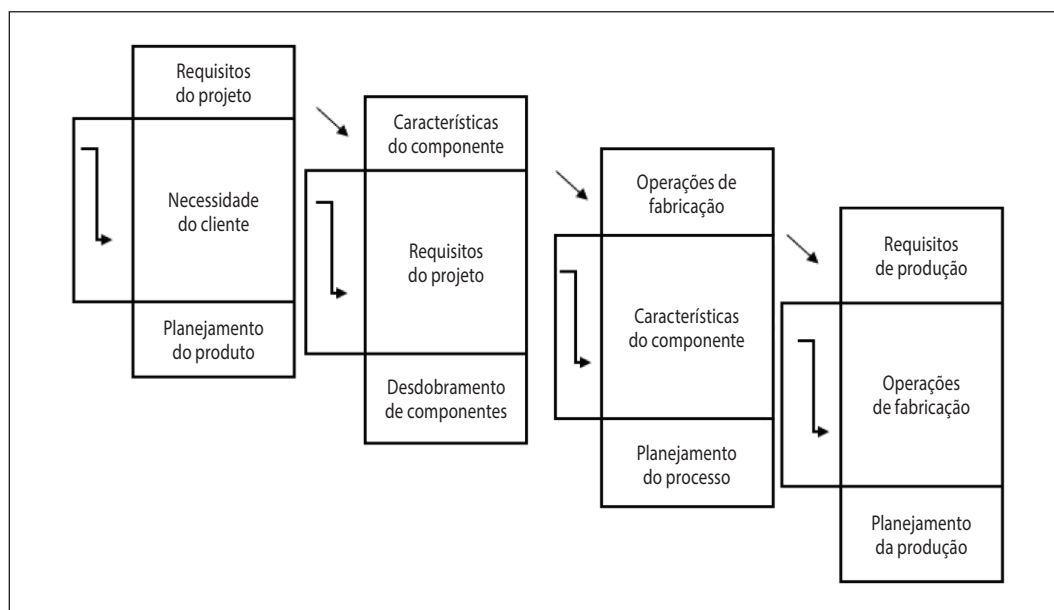 Requisitos
do projeto
Necessidade
do cliente
Planejamento
do produto
Características
do componente
Requisitos
do projeto
Desdobramento
de componentes
Operações de
fabricação
Características
do componente
Planejamento
do processo
Requisitos
de produção
Operações
de fabricação
Planejamento
da produção